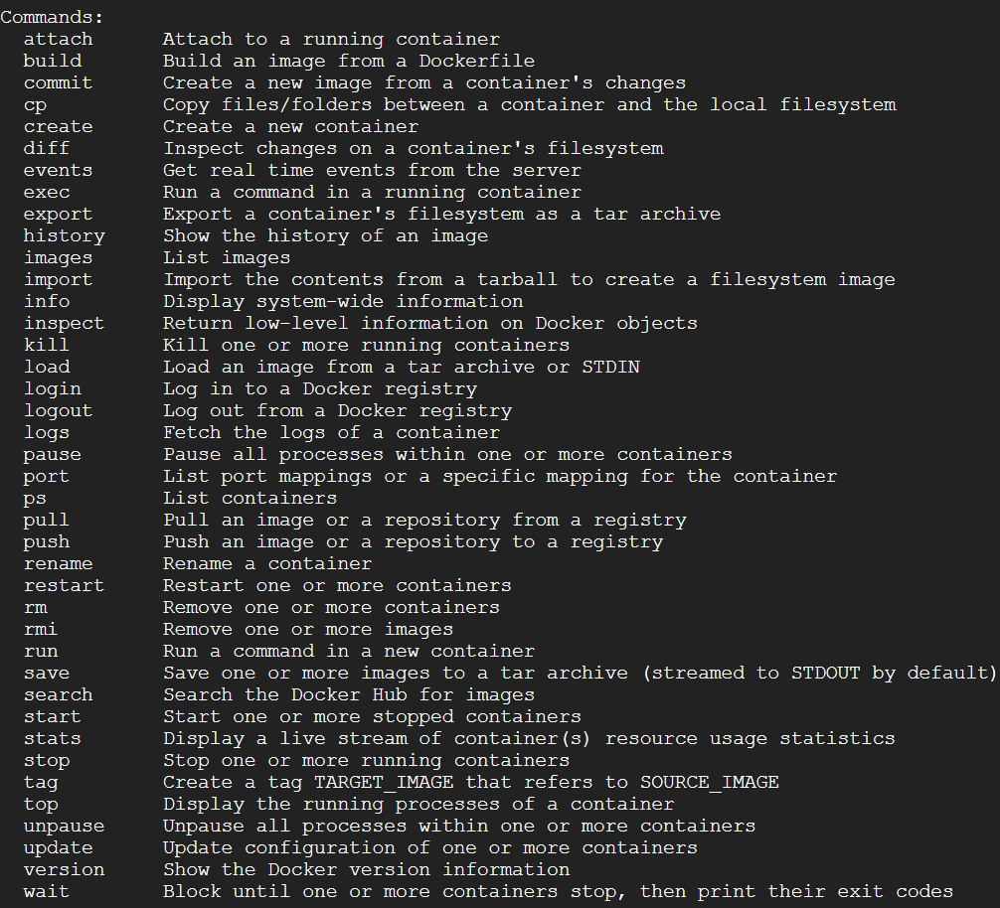 Commands:
  attach      Attach to a running container
  build       Build an image from a Dockerfile
  commit      Create a new image from a container's changes
  cp          Copy files/folders between a container and the local filesystem
  create      Create a new container
  diff        Inspect changes on a container's filesystem
  events      Get real time events from the server
  exec        Run a command in a running container
  export      Export a container's filesystem as a tar archive
  history     Show the history of an image
  images      List images
  import      Import the contents from a tarball to create a filesystem image
  info        Display system-wide information
  inspect     Return low-level information on Docker objects
  kill        Kill one or more running containers
  load        Load an image from a tar archive or STDIN
  login       Log in to a Docker registry
  logout      Log out from a Docker registry
  logs        Fetch the logs of a container
  pause       Pause all processes within one or more containers
  port        List port mappings or a specific mapping for the container
  ps          List containers
  pull        Pull an image or a repository from a registry
  push        Push an image or a repository to a registry
  rename      Rename a container
  restart     Restart one or more containers
  rm          Remove one or more containers
  rmi         Remove one or more images
  run         Run a command in a new container
  save        Save one or more images to a tar archive (streamed to STDOUT by default)
  search      Search the Docker Hub for images
  start       Start one or more stopped containers
  stats       Display a live stream of container(s) resource usage statistics
  stop        Stop one or more running containers
  tag         Create a tag TARGET_IMAGE that refers to SOURCE_IMAGE
  top         Display the running processes of a container
  unpause     Unpause all processes within one or more containers
  update      Update configuration of one or more containers
  version     Show the Docker version information
  wait        Block until one or more containers stop, then print their exit codes